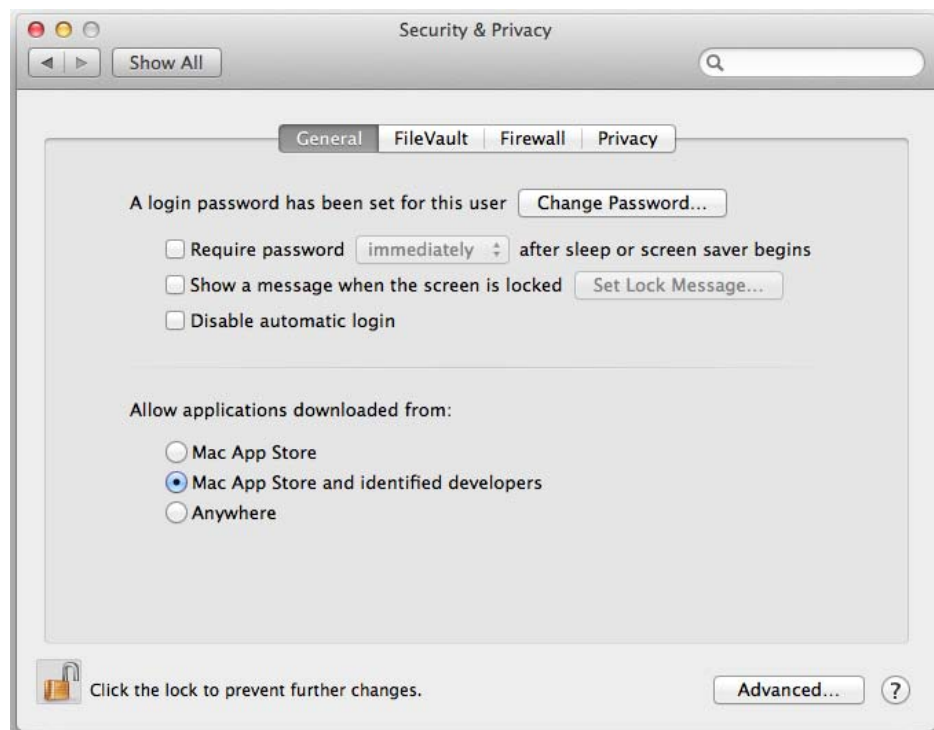 Security & Privacy
Show All
General FileVault Firewall Privacy
A login password has been set for this user Change Password...
Require password immediately after sleep or screen saver begins
Show a message when the screen is locked Set Lock Message...
Disable automatic login
Allow applications downloaded from:
Mac App Store
Mac App Store and identified developers
Anywhere
Click the lock to prevent further changes. Advanced... ?